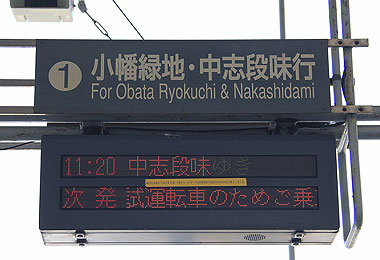 1 小幡緑地・中志段味行
For Obata Ryokuchi & Nakashidami
11:20 中志段味ゆき
次発 試運転車のためご乗